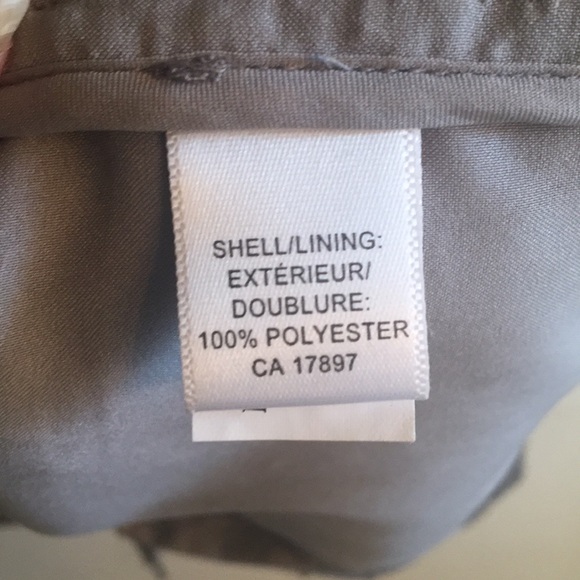 SHELL/LINING:
EXTÉRIEUR/
DOUBLURE:
100% POLYESTER
CA 17897